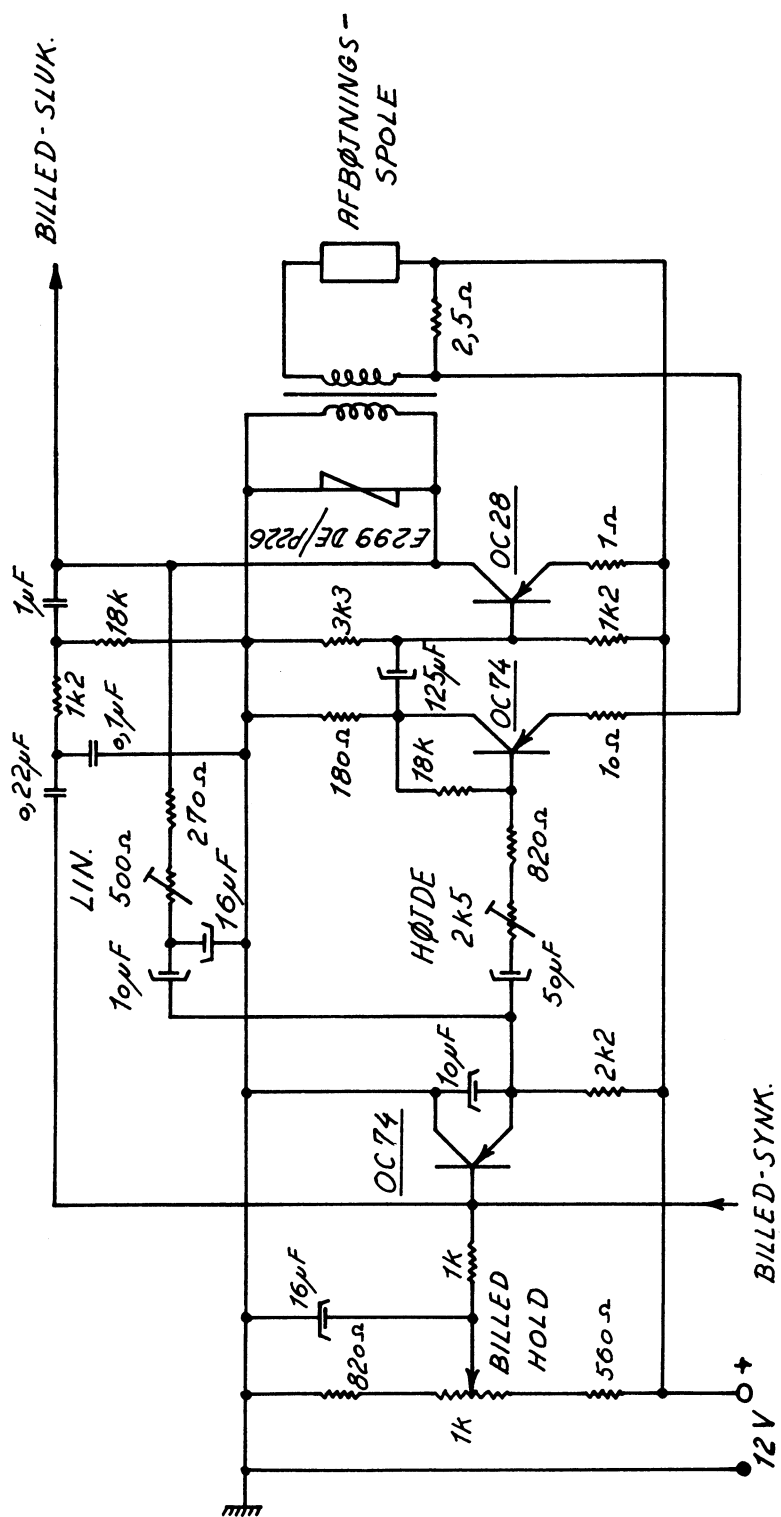 BILLED-SLUK.
AFBØJNINGS-
SPOLE
1µF
18k
1k2
0,1µF
0,22µF
LIN.
500Ω
270Ω
10µF
16µF
E299 DE/P226
2,5Ω
3k3
125µF
180Ω
18k
OC28
1Ω
1k2
OC74
10Ω
HØJDE
2k5
820Ω
50µF
10µF
OC74
2k2
16µF
1k
820Ω
1k
BILLED
HOLD
560Ω
BILLED-SYNK.
12V
+